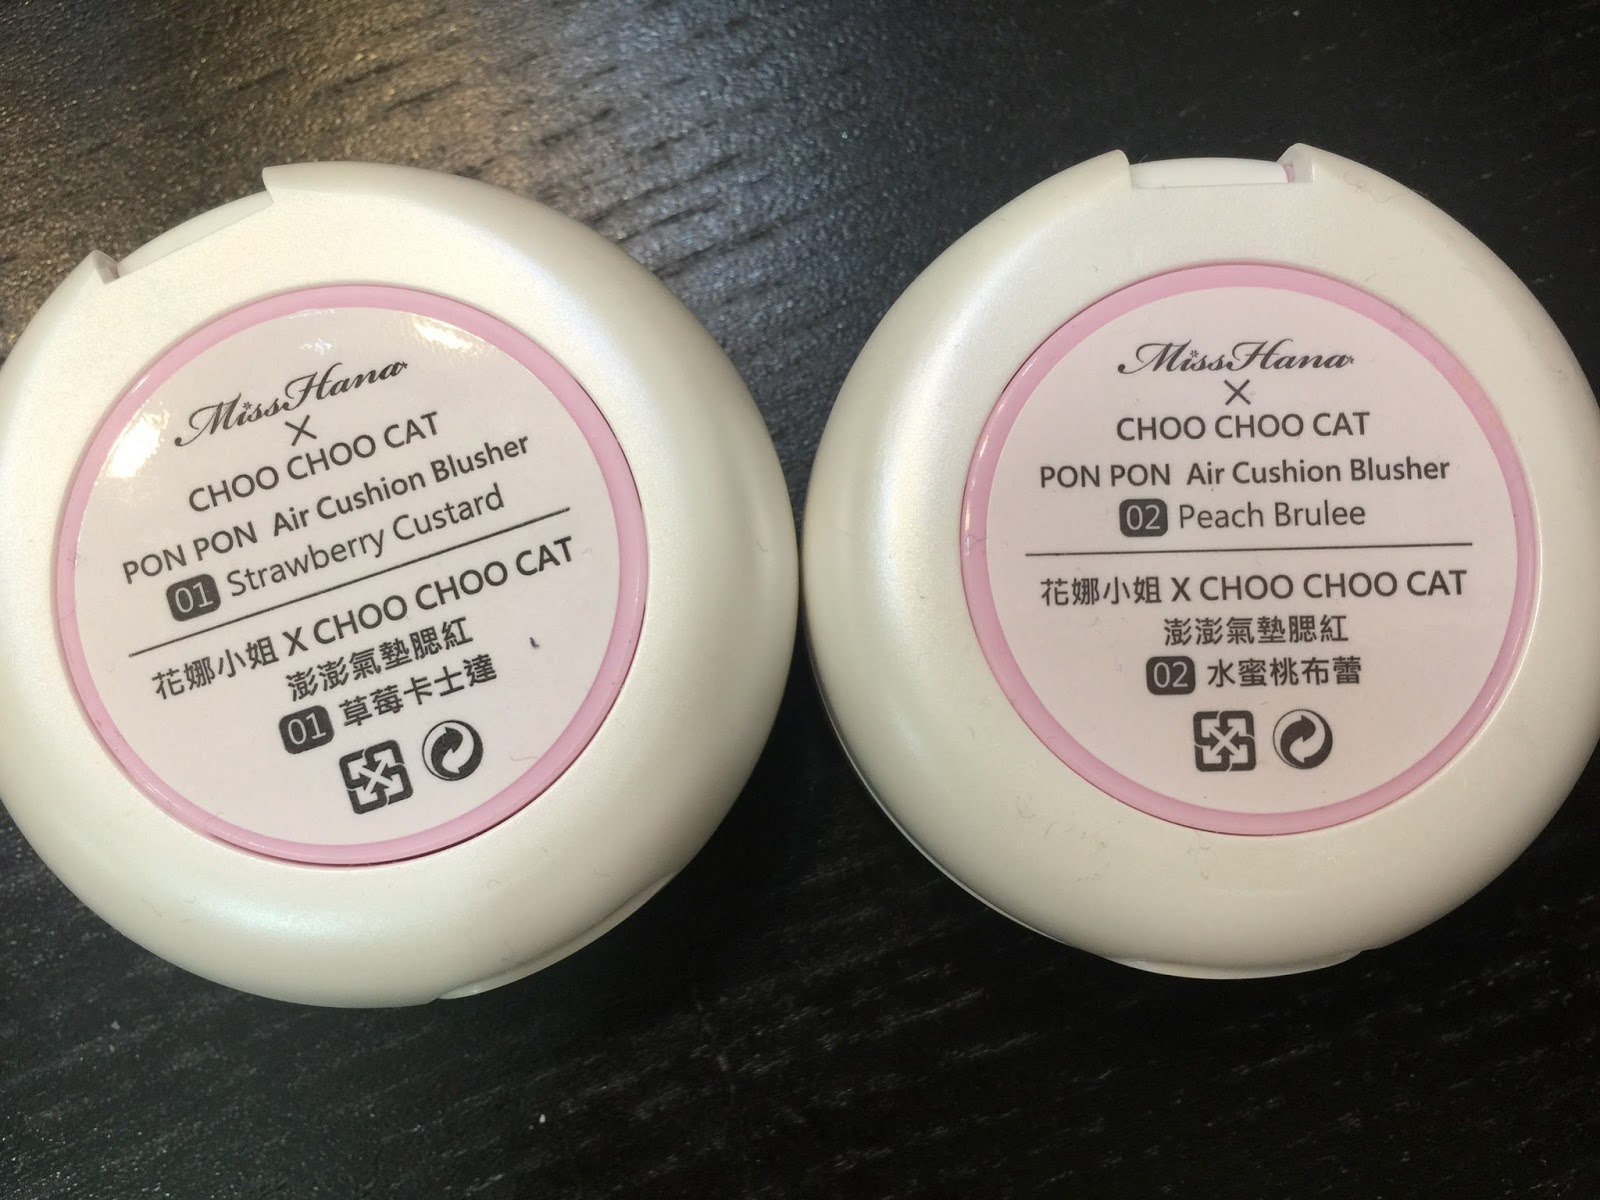 MissHana
×
CHOO CHOO CAT
PON PON Air Cushion Blusher
01 Strawberry Custard
花娜小姐 X CHOO CHOO CAT
澎澎氣墊腮紅
01 草莓卡士達
MissHana
×
CHOO CHOO CAT
PON PON Air Cushion Blusher
02 Peach Brulee
花娜小姐 X CHOO CHOO CAT
澎澎氣墊腮紅
02 水蜜桃布蕾